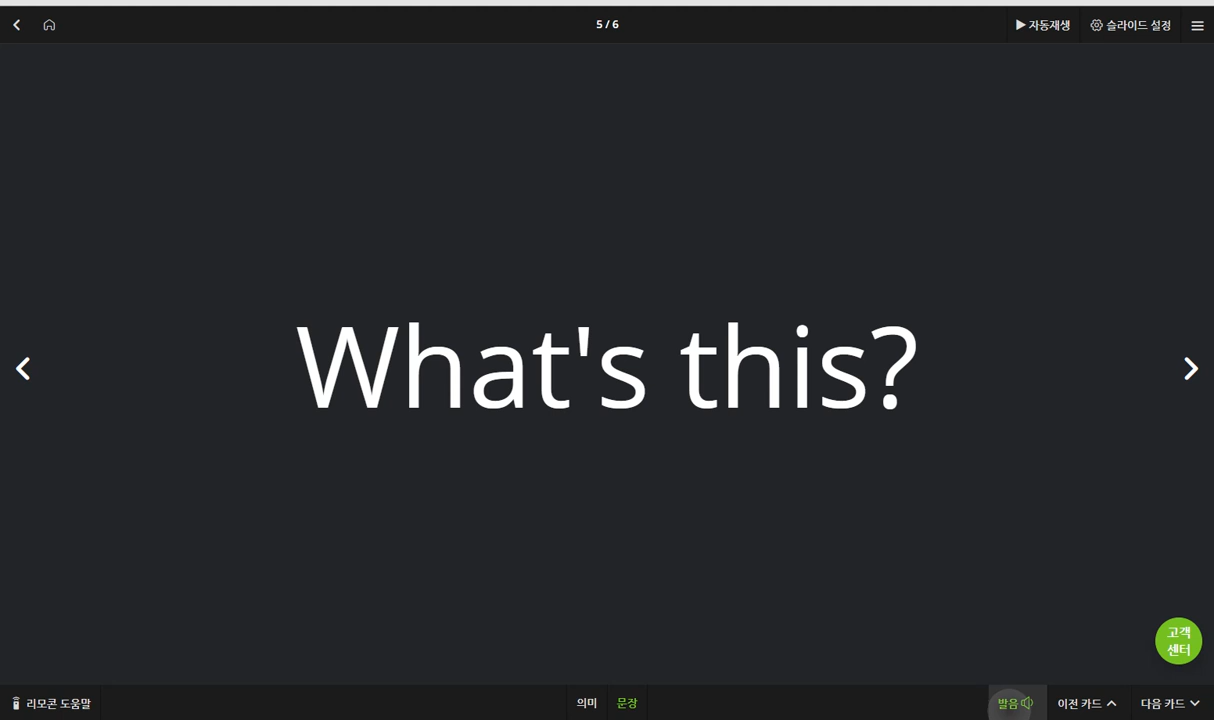 5 / 6
자동재생
슬라이드 설정
What's this?
고객
센터
리모콘 도움말
의미
문장
발음
이전 카드
다음 카드